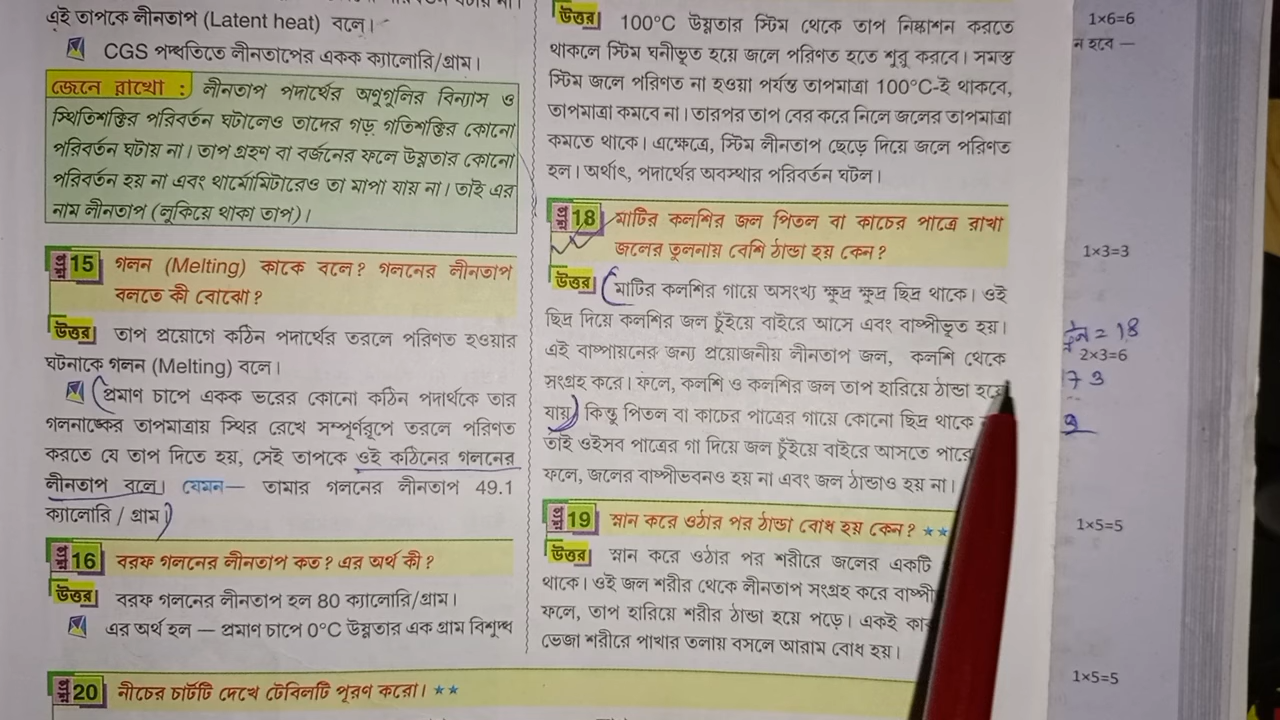 এই তাপকে লীনতাপ (Latent heat) বলে।
CGS পদ্ধতিতে লীনতাপের একক ক্যালোরি/গ্রাম।
জেনে রাখো : লীনতাপ পদার্থের অণুগুলির বিন্যাস ও
স্থিতিশক্তির পরিবর্তন ঘটালেও তাদের গড় গতিশক্তির কোনো
পরিবর্তন ঘটায় না। তাপ গ্রহণ বা বর্জনের ফলে উষ্ণতার কোনো
পরিবর্তন হয় না এবং থার্মোমিটারেও তা মাপা যায় না। তাই এর
নাম লীনতাপ (লুকিয়ে থাকা তাপ)।
প্রশ্ন 15 গলন (Melting) কাকে বলে? গলনের লীনতাপ
বলতে কী বোঝো?
উত্তর তাপ প্রয়োগে কঠিন পদার্থের তরলে পরিণত হওয়ার
ঘটনাকে গলন (Melting) বলে।
প্রমাণ চাপে একক ভরের কোনো কঠিন পদার্থকে তার
গলনাঙ্কের তাপমাত্রায় স্থির রেখে সম্পূর্ণরূপে তরলে পরিণত
করতে যে তাপ দিতে হয়, সেই তাপকে ওই কঠিনের গলনের
লীনতাপ বলে। যেমন— তামার গলনের লীনতাপ 49.1
ক্যালোরি / গ্রাম।
প্রশ্ন 16 বরফ গলনের লীনতাপ কত? এর অর্থ কী?
উত্তর বরফ গলনের লীনতাপ হল 80 ক্যালোরি/গ্রাম।
এর অর্থ হল — প্রমাণ চাপে 0°C উষ্ণতার এক গ্রাম বিশুদ্ধ
প্রশ্ন 20 নীচের চার্টটি দেখে টেবিলটি পূরণ করো। ★★
উত্তর 100°C উষ্ণতার স্টিম থেকে তাপ নিষ্কাশন করতে
থাকলে স্টিম ঘনীভূত হয়ে জলে পরিণত হতে শুরু করবে। সমস্ত
স্টিম জলে পরিণত না হওয়া পর্যন্ত তাপমাত্রা 100°C-ই থাকবে,
তাপমাত্রা কমবে না। তারপর তাপ বের করে নিলে জলের তাপমাত্রা
কমতে থাকে। এক্ষেত্রে, স্টিম লীনতাপ ছেড়ে দিয়ে জলে পরিণত
হল। অর্থাৎ, পদার্থের অবস্থার পরিবর্তন ঘটল।
প্রশ্ন 18 মাটির কলশির জল পিতল বা কাচের পাত্রে রাখা
জলের তুলনায় বেশি ঠান্ডা হয় কেন?
উত্তর মাটির কলশির গায়ে অসংখ্য ক্ষুদ্র ক্ষুদ্র ছিদ্র থাকে। ওই
ছিদ্র দিয়ে কলশির জল চুঁইয়ে বাইরে আসে এবং বাষ্পীভূত হয়।
এই বাষ্পায়নের জন্য প্রয়োজনীয় লীনতাপ জল, কলশি থেকে
সংগ্রহ করে। ফলে, কলশি ও কলশির জল তাপ হারিয়ে ঠান্ডা হয়ে
যায়। কিন্তু পিতল বা কাচের পাত্রের গায়ে কোনো ছিদ্র থাকে
তাই ওইসব পাত্রের গা দিয়ে জল চুঁইয়ে বাইরে আসতে পারে
ফলে, জলের বাষ্পীভবনও হয় না এবং জল ঠান্ডাও হয় না।
প্রশ্ন 19 স্নান করে ওঠার পর ঠান্ডা বোধ হয় কেন? ★★
উত্তর স্নান করে ওঠার পর শরীরে জলের একটি
থাকে। ওই জল শরীর থেকে লীনতাপ সংগ্রহ করে বাষ্পী
ফলে, তাপ হারিয়ে শরীর ঠান্ডা হয়ে পড়ে। একই কার
ভেজা শরীরে পাখার তলায় বসলে আরাম বোধ হয়।
1×6=6
ন হবে —
1×3=3
= 18
2×3=6
73
1×5=5
1×5=5